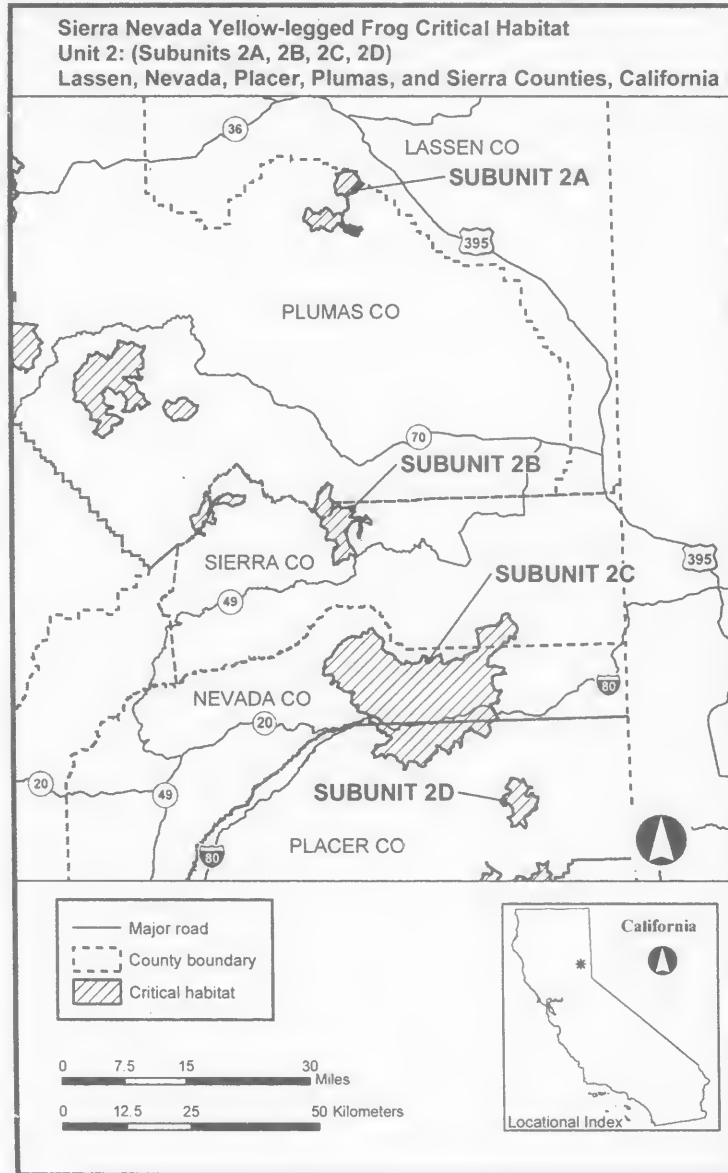 Sierra Nevada Yellow-legged Frog Critical Habitat
Unit 2: (Subunits 2A, 2B, 2C, 2D)
Lassen, Nevada, Placer, Plumas, and Sierra Counties, California
36
LASSEN CO
SUBUNIT 2A
395
PLUMAS CO
70
SUBUNIT 2B
SIERRA CO
395
SUBUNIT 2C
49
80
NEVADA CO
20
20
49
SUBUNIT 2D
80
PLACER CO
Major road
County boundary
Critical habitat
California
0 7.5 15 30
Miles
0 12.5 25 50 Kilometers
Locational Index